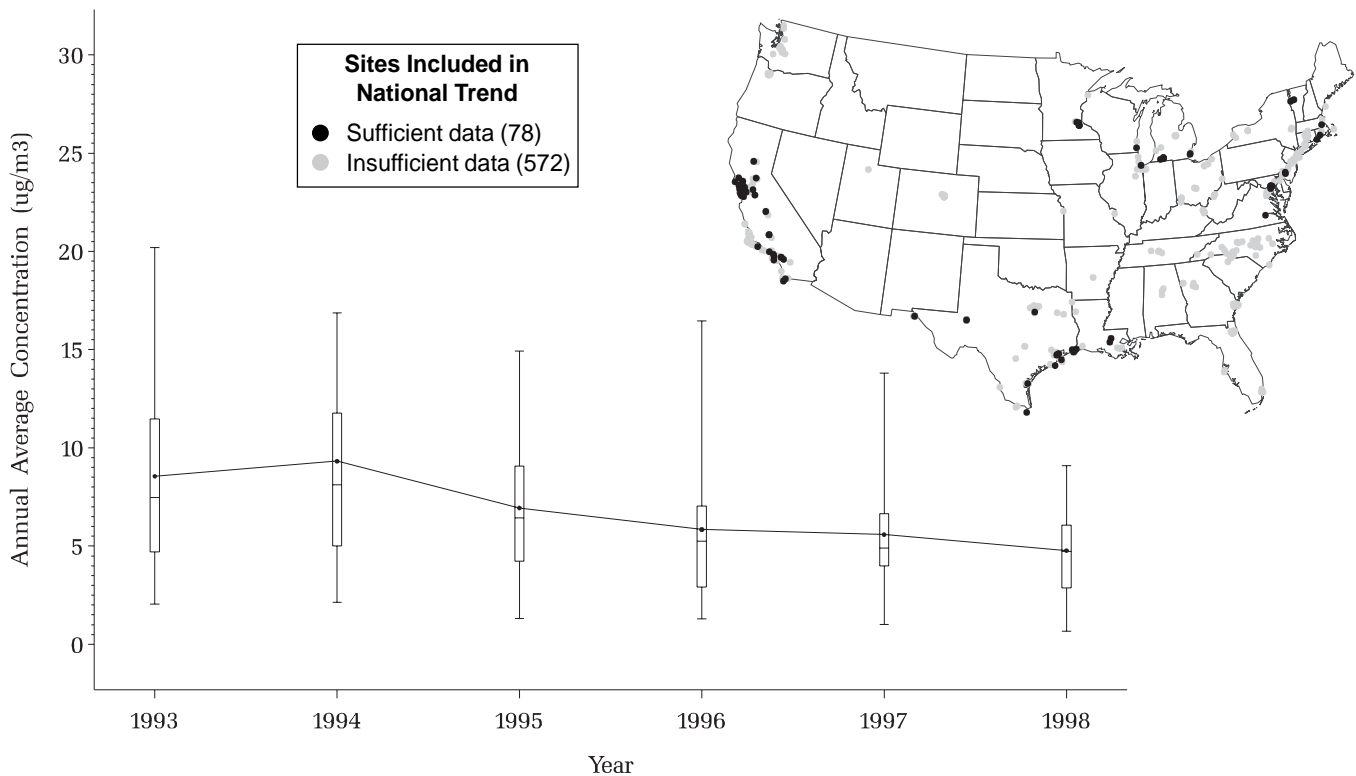 Annual Average Concentration (ug/m3)
30
25
20
15
10
5
0
Sites Included in
National Trend
Sufficient data (78)
Insufficient data (572)
1993 1994 1995 1996 1997 1998
Year